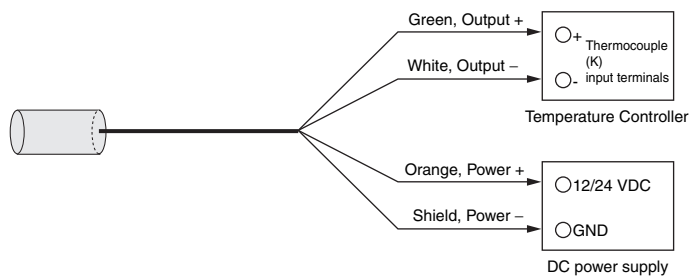 Green, Output +
White, Output –
+ Thermocouple
(K)
- input terminals
Temperature Controller
Orange, Power +
Shield, Power –
12/24 VDC
GND
DC power supply